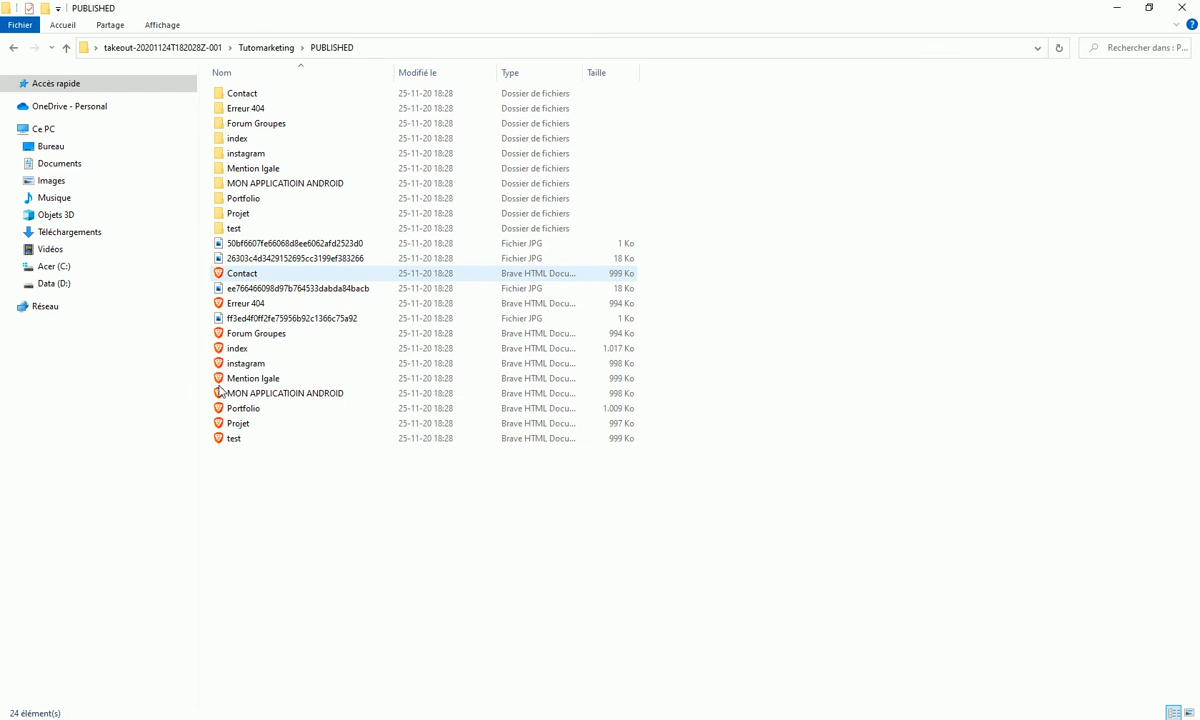 PUBLISHED
Fichier Accueil Partage Affichage
takeout-20201124T182028Z-001 > Tutomarketing > PUBLISHED
Rechercher dans : P...
Accès rapide
OneDrive - Personal
Ce PC
Bureau
Documents
Images
Musique
Objets 3D
Téléchargements
Vidéos
Acer (C:)
Data (D:)
Réseau
Nom Modifié le Type Taille
Contact 25-11-20 18:28 Dossier de fichiers
Erreur 404 25-11-20 18:28 Dossier de fichiers
Forum Groupes 25-11-20 18:28 Dossier de fichiers
index 25-11-20 18:28 Dossier de fichiers
instagram 25-11-20 18:28 Dossier de fichiers
Mention lgale 25-11-20 18:28 Dossier de fichiers
MON APPLICATIOIN ANDROID 25-11-20 18:28 Dossier de fichiers
Portfolio 25-11-20 18:28 Dossier de fichiers
Projet 25-11-20 18:28 Dossier de fichiers
test 25-11-20 18:28 Dossier de fichiers
50bf6607fe66068d8ee6062afd2523d0 25-11-20 18:28 Fichier JPG 1 Ko
26303c4d3429152695cc3199ef383266 25-11-20 18:28 Fichier JPG 18 Ko
Contact 25-11-20 18:28 Brave HTML Docu... 999 Ko
ee766466098d97b764533dabda84bacb 25-11-20 18:28 Fichier JPG 18 Ko
Erreur 404 25-11-20 18:28 Brave HTML Docu... 994 Ko
ff3ed4f0ff2fe75956b92c1366c75a92 25-11-20 18:28 Fichier JPG 1 Ko
Forum Groupes 25-11-20 18:28 Brave HTML Docu... 994 Ko
index 25-11-20 18:28 Brave HTML Docu... 1.017 Ko
instagram 25-11-20 18:28 Brave HTML Docu... 998 Ko
Mention lgale 25-11-20 18:28 Brave HTML Docu... 999 Ko
MON APPLICATIOIN ANDROID 25-11-20 18:28 Brave HTML Docu... 998 Ko
Portfolio 25-11-20 18:28 Brave HTML Docu... 1.009 Ko
Projet 25-11-20 18:28 Brave HTML Docu... 997 Ko
test 25-11-20 18:28 Brave HTML Docu... 999 Ko
24 élément(s)